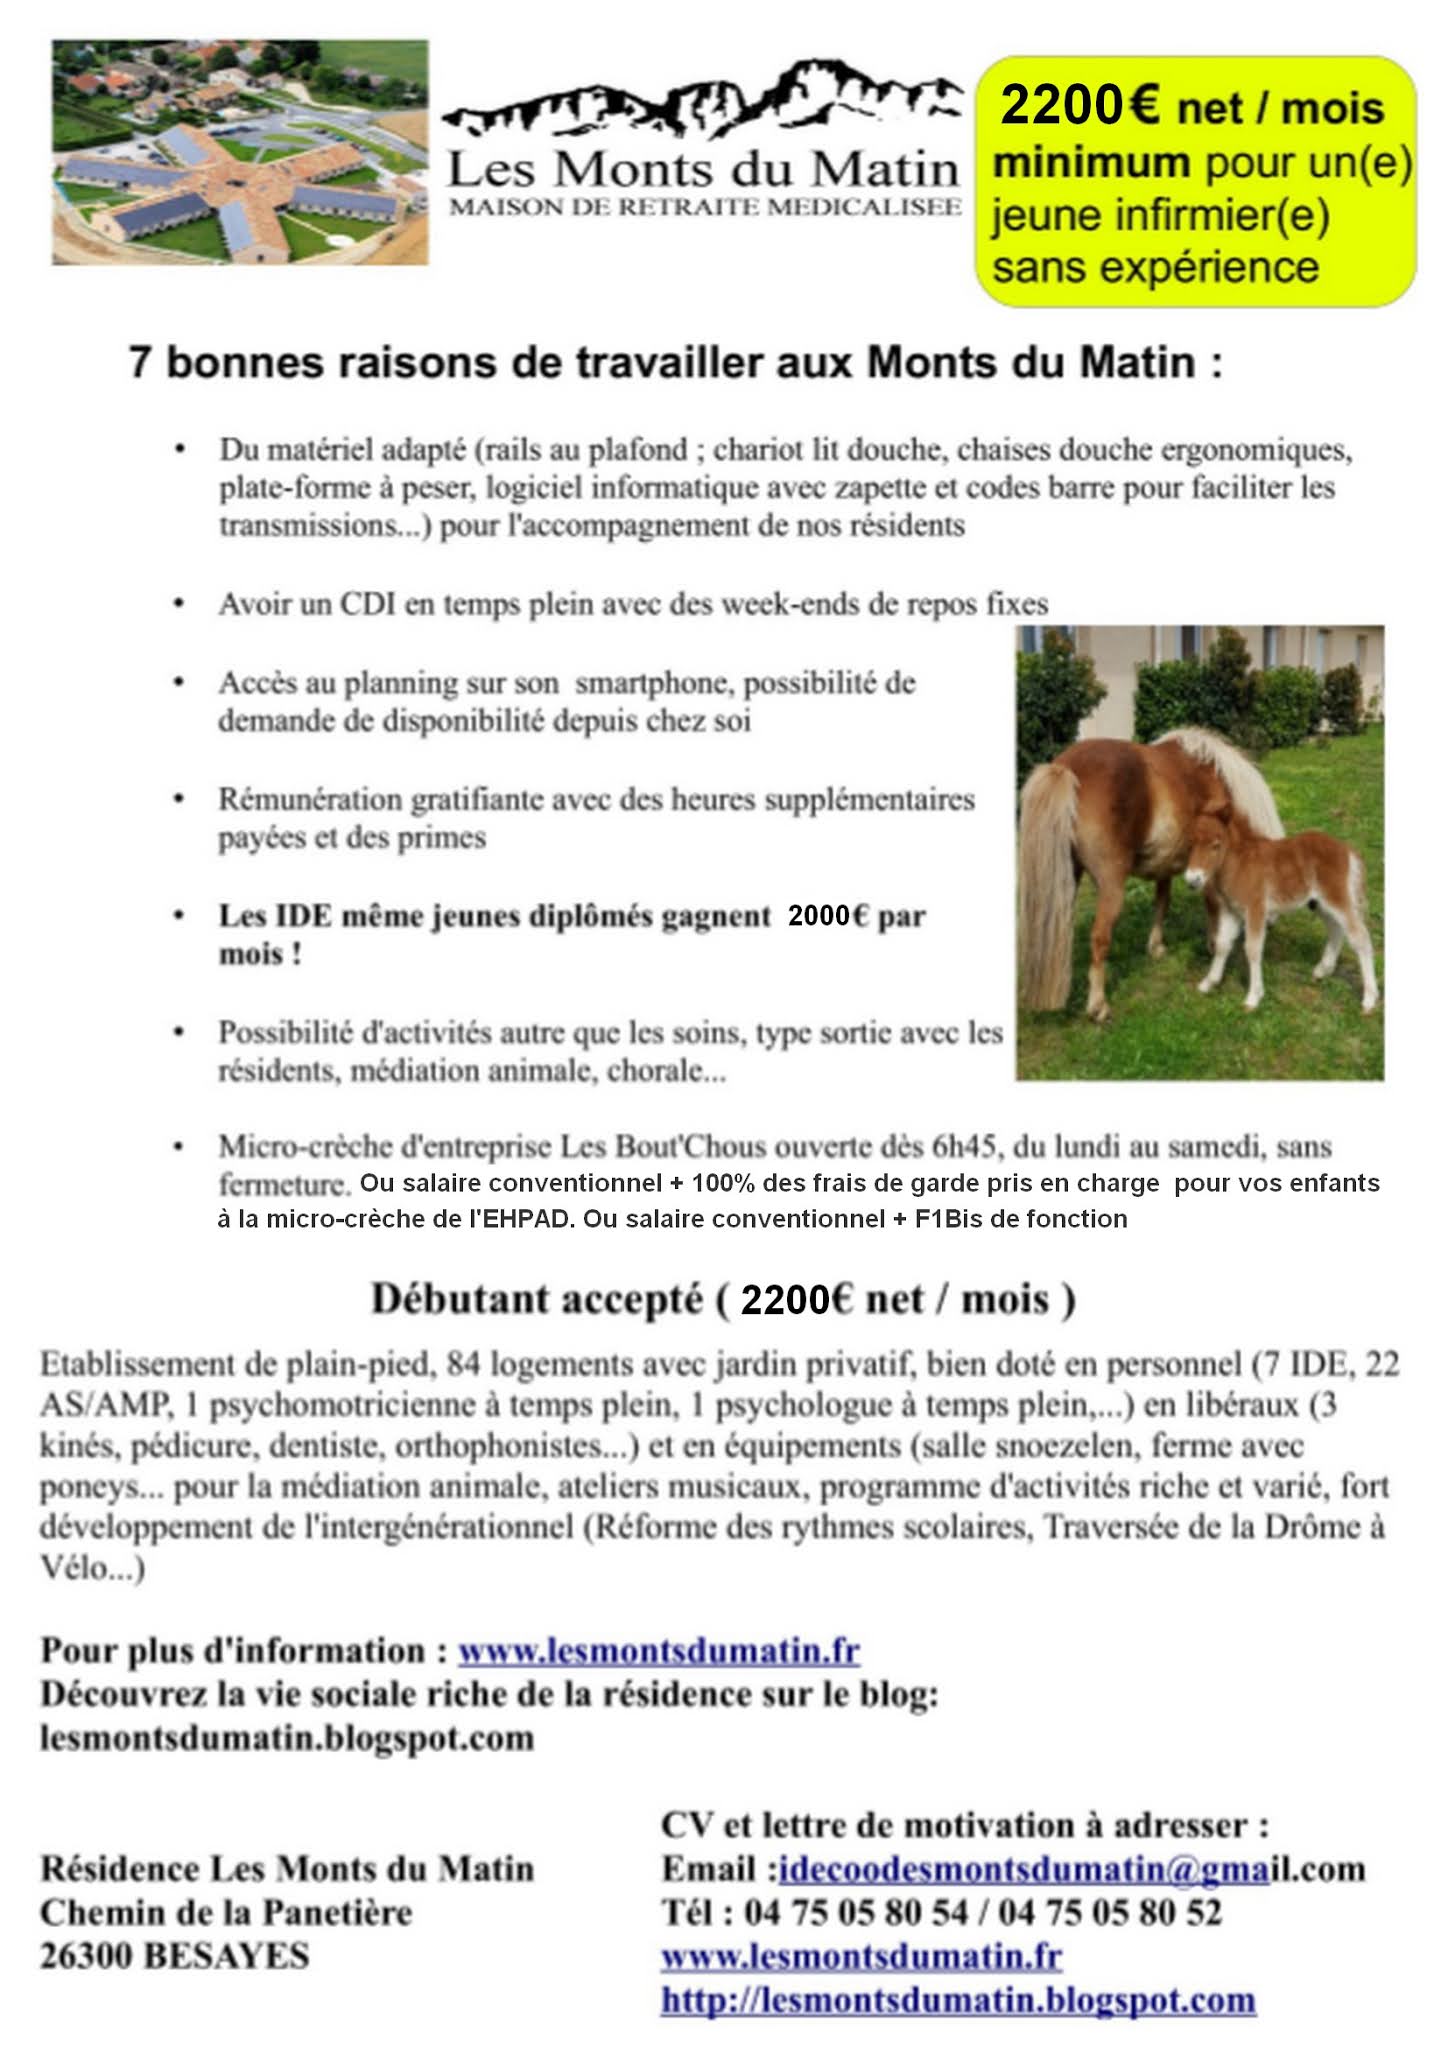 Les Monts du Matin
MAISON DE RETRAITE MEDICALISEE
2200€ net / mois
minimum pour un(e)
jeune infirmier(e)
sans expérience
7 bonnes raisons de travailler aux Monts du Matin :
• Du matériel adapté (rails au plafond ; chariot lit douche, chaises douche ergonomiques,
plate-forme à peser, logiciel informatique avec zapette et codes barre pour faciliter les
transmissions...) pour l'accompagnement de nos résidents
• Avoir un CDI en temps plein avec des week-ends de repos fixes
• Accès au planning sur son smartphone, possibilité de
demande de disponibilité depuis chez soi
• Rémunération gratifiante avec des heures supplémentaires
payées et des primes
• Les IDE même jeunes diplômés gagnent 2000€ par
mois !
• Possibilité d'activités autre que les soins, type sortie avec les
résidents, médiation animale, chorale...
• Micro-crèche d'entreprise Les Bout'Chous ouverte dès 6h45, du lundi au samedi, sans
fermeture. Ou salaire conventionnel + 100% des frais de garde pris en charge pour vos enfants
à la micro-crèche de l'EHPAD. Ou salaire conventionnel + F1Bis de fonction
Débutant accepté ( 2200€ net / mois )
Etablissement de plain-pied, 84 logements avec jardin privatif, bien doté en personnel (7 IDE, 22
AS/AMP, 1 psychomotricienne à temps plein, 1 psychologue à temps plein,...) en libéraux (3
kinés, pédicure, dentiste, orthophonistes...) et en équipements (salle snoezelen, ferme avec
poneys... pour la médiation animale, ateliers musicaux, programme d'activités riche et varié, fort
développement de l'intergénérationnel (Réforme des rythmes scolaires, Traversée de la Drôme à
Vélo...)
Pour plus d'information : www.lesmontsdumatin.fr
Découvrez la vie sociale riche de la résidence sur le blog:
lesmontsdumatin.blogspot.com
Résidence Les Monts du Matin
Chemin de la Panetière
26300 BESAYES
CV et lettre de motivation à adresser :
Email :idecoodesmontsdumatin@gmail.com
Tél : 04 75 05 80 54 / 04 75 05 80 52
www.lesmontsdumatin.fr
http://lesmontsdumatin.blogspot.com